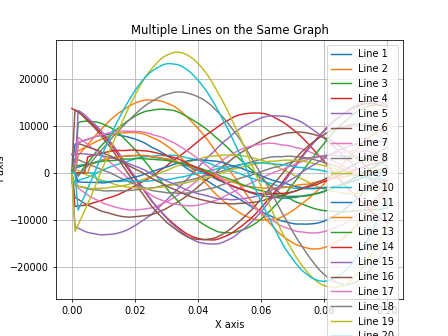 Multiple Lines on the Same Graph
20000
10000
0
−10000
−20000
0.00
0.02
0.04
0.06
X axis
Line 1
Line 2
Line 3
Line 4
Line 5
Line 6
Line 7
Line 8
Line 9
Line 10
Line 11
Line 12
Line 13
Line 14
Line 15
Line 16
Line 17
Line 18
Line 19
Line 20